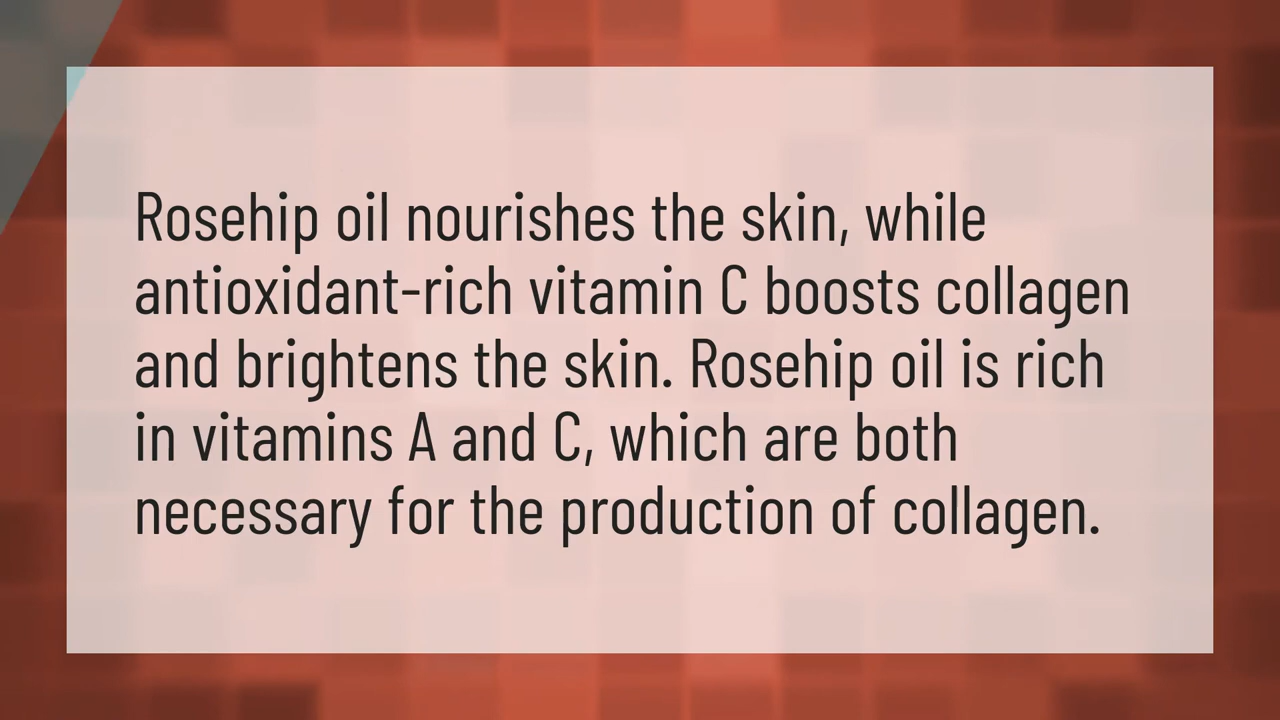 Rosehip oil nourishes the skin, while
antioxidant-rich vitamin C boosts collagen
and brightens the skin. Rosehip oil is rich
in vitamins A and C, which are both
necessary for the production of collagen.